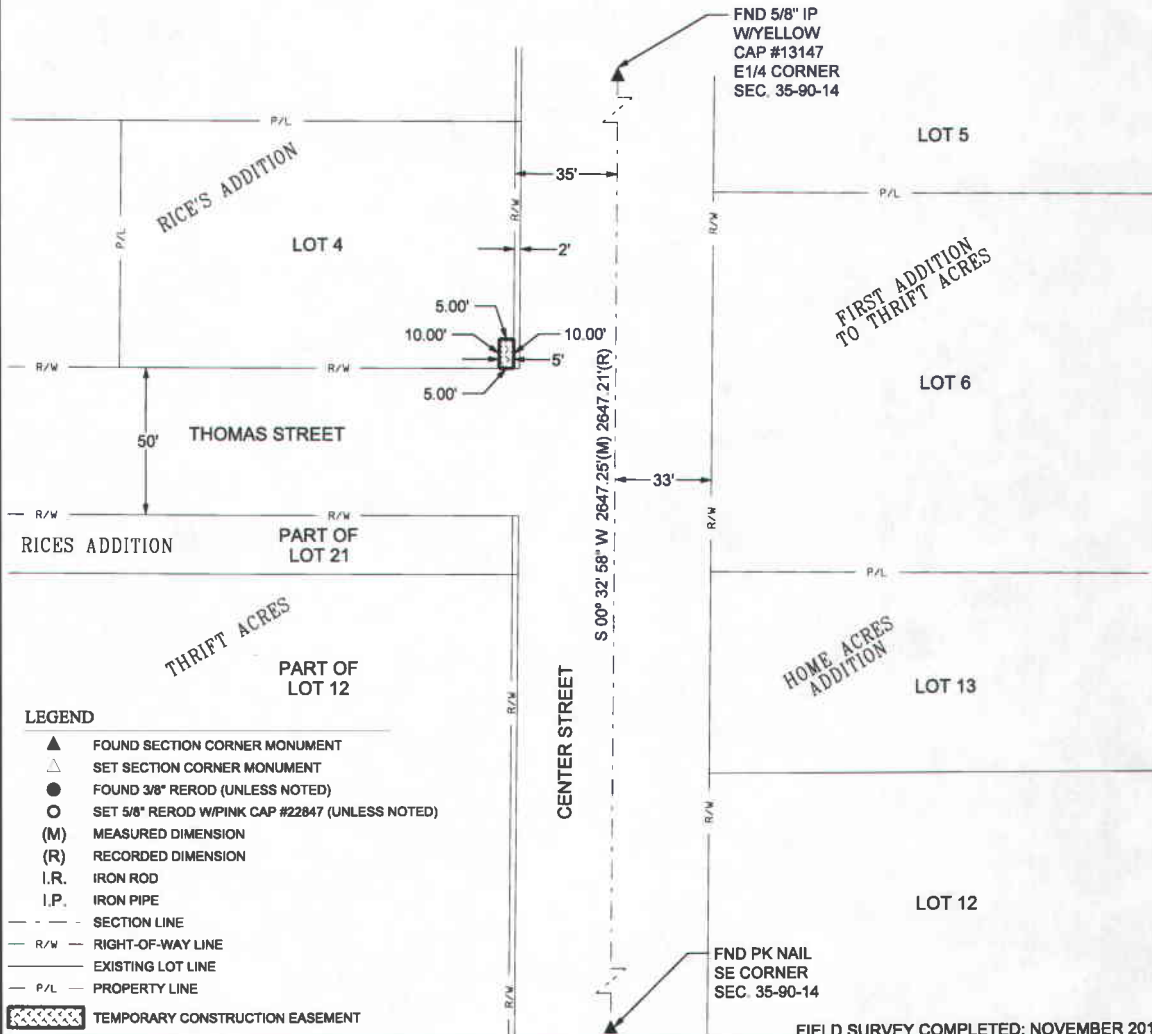 FND 5/8" IP
W/YELLOW
CAP #13147
E1/4 CORNER
SEC. 35-90-14
LOT 5
P/L
P/L
RICE'S ADDITION
35'
R/W
R/W
P/L
LOT 4
2'
FIRST ADDITION
TO THRIFT ACRES
5.00'
10.00'
10.00'
5'
5.00'
R/W
R/W
LOT 6
50'
THOMAS STREET
S 00° 32' 58" W 2647.25'(M) 2647.21'(R)
33'
R/W
R/W
R/W
RICES ADDITION
PART OF
LOT 21
P/L
THRIFT ACRES
PART OF
LOT 12
R/W
CENTER STREET
HOME ACRES
ADDITION
LOT 13
R/W
LEGEND
FOUND SECTION CORNER MONUMENT
SET SECTION CORNER MONUMENT
FOUND 3/8" REROD (UNLESS NOTED)
SET 5/8" REROD W/PINK CAP #22847 (UNLESS NOTED)
(M) MEASURED DIMENSION
(R) RECORDED DIMENSION
I.R. IRON ROD
I.P. IRON PIPE
SECTION LINE
R/W RIGHT-OF-WAY LINE
EXISTING LOT LINE
P/L PROPERTY LINE
TEMPORARY CONSTRUCTION EASEMENT
LOT 12
R/W
FND PK NAIL
SE CORNER
SEC. 35-90-14
FIELD SURVEY COMPLETED: NOVEMBER